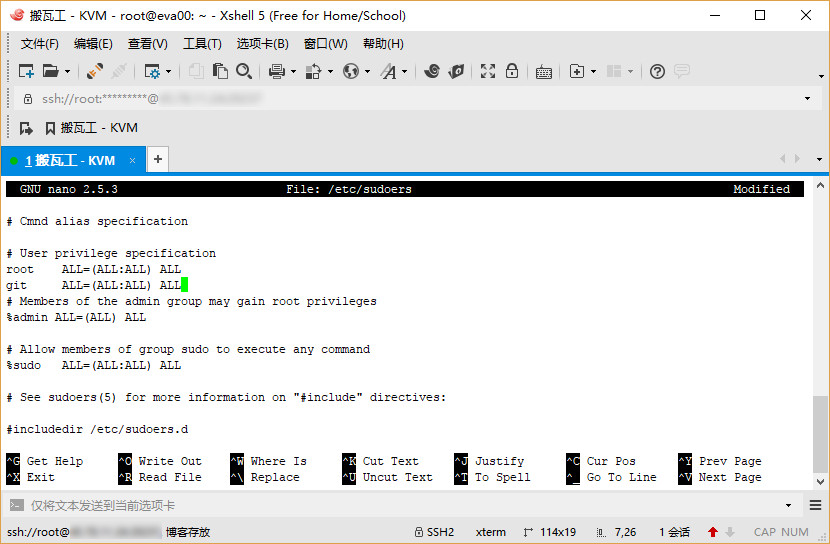 搬瓦工 - KVM - root@eva00: ~ - Xshell 5 (Free for Home/School)
文件(F) 编辑(E) 查看(V) 工具(T) 选项卡(B) 窗口(W) 帮助(H)
ssh://root:*********@
搬瓦工 - KVM
1 搬瓦工 - KVM × +
GNU nano 2.5.3 File: /etc/sudoers Modified
# Cmnd alias specification
# User privilege specification
root ALL=(ALL:ALL) ALL
git ALL=(ALL:ALL) ALL
# Members of the admin group may gain root privileges
%admin ALL=(ALL) ALL
# Allow members of group sudo to execute any command
%sudo ALL=(ALL:ALL) ALL
# See sudoers(5) for more information on "#include" directives:
#includedir /etc/sudoers.d
^G Get Help ^O Write Out ^W Where Is ^K Cut Text ^J Justify ^C Cur Pos ^Y Prev Page
^X Exit ^R Read File ^\ Replace ^U Uncut Text ^T To Spell ^_ Go To Line ^V Next Page
仅将文本发送到当前选项卡
ssh://root@ 博客存放 SSH2 xterm 114x19 7,26 1 会话 CAP NUM